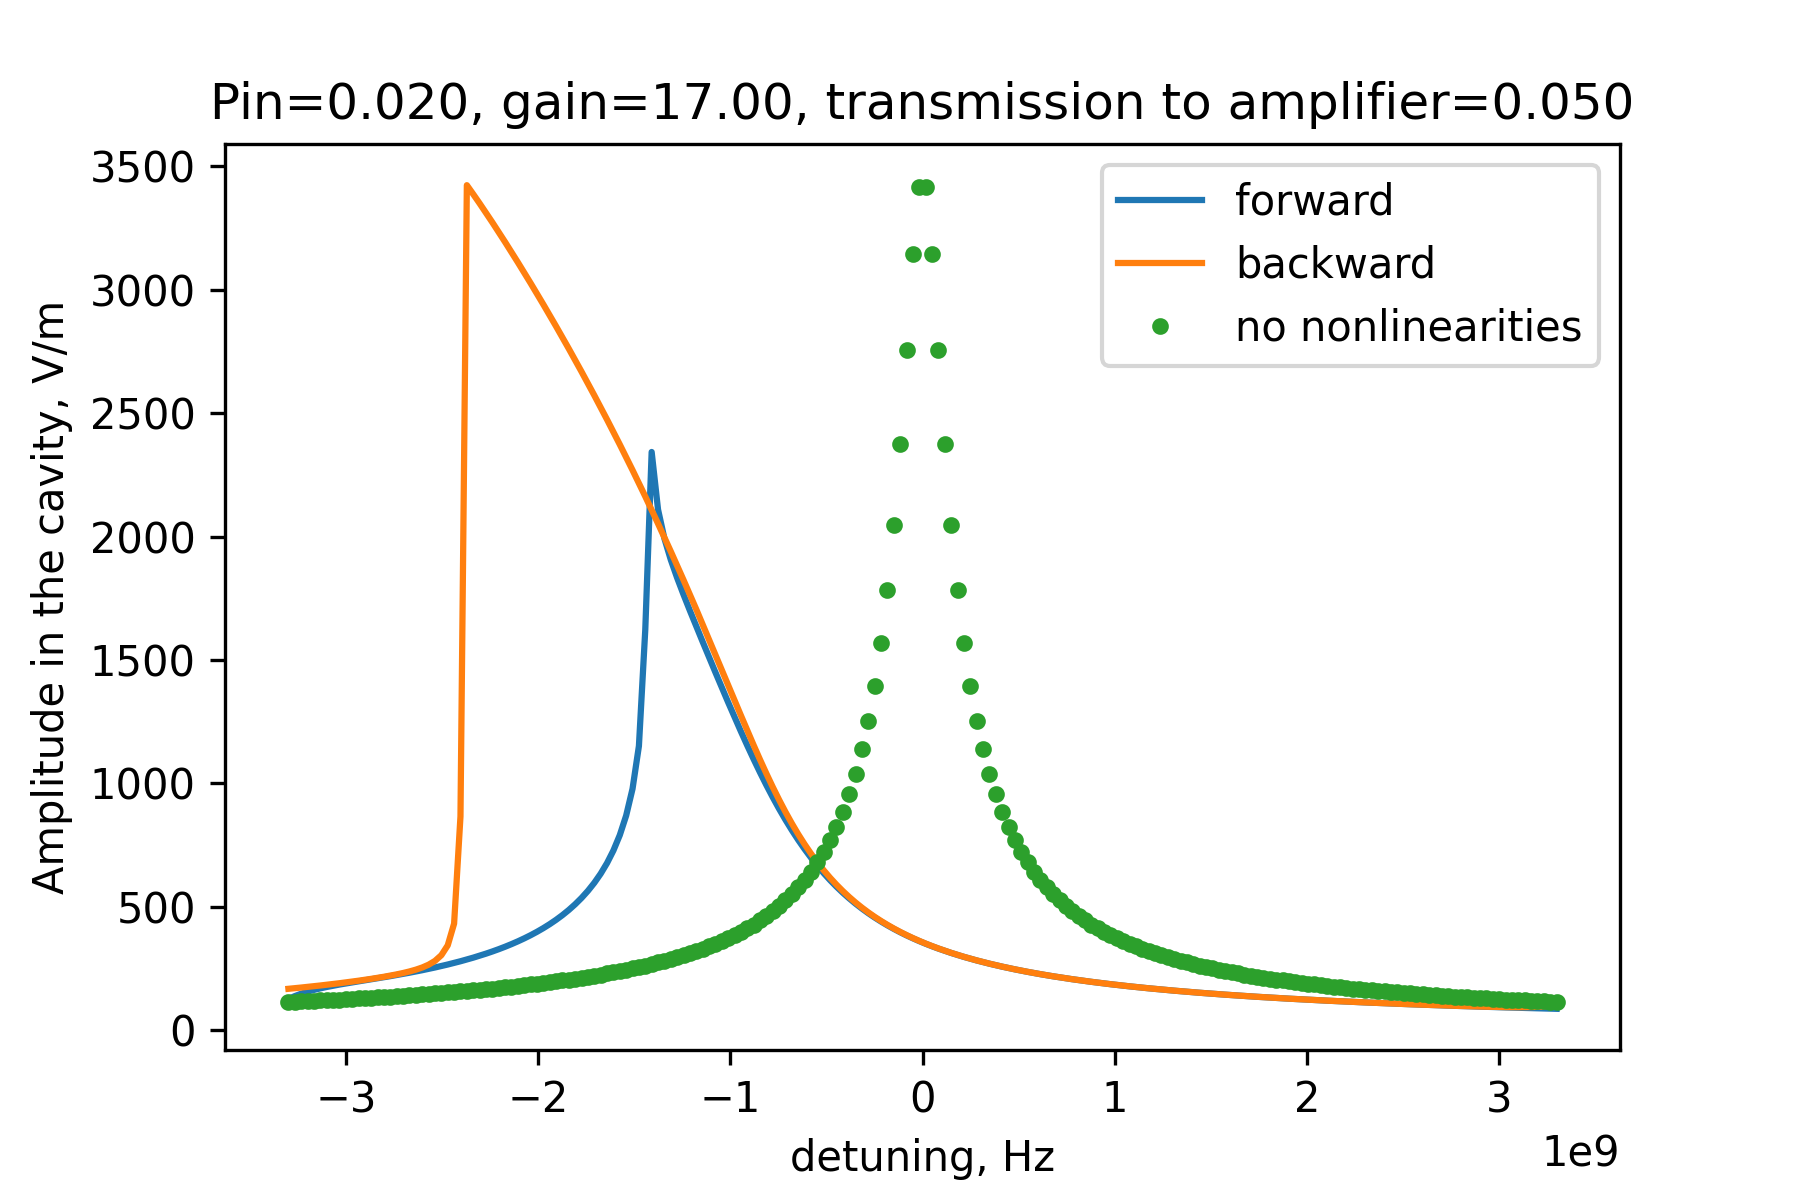 Pin=0.020, gain=17.00, transmission to amplifier=0.050
Amplitude in the cavity, V/m
3500
3000
2500
2000
1500
1000
500
0
forward
backward
no nonlinearities
−3
−2
−1
0
1
2
3
1e9
detuning, Hz